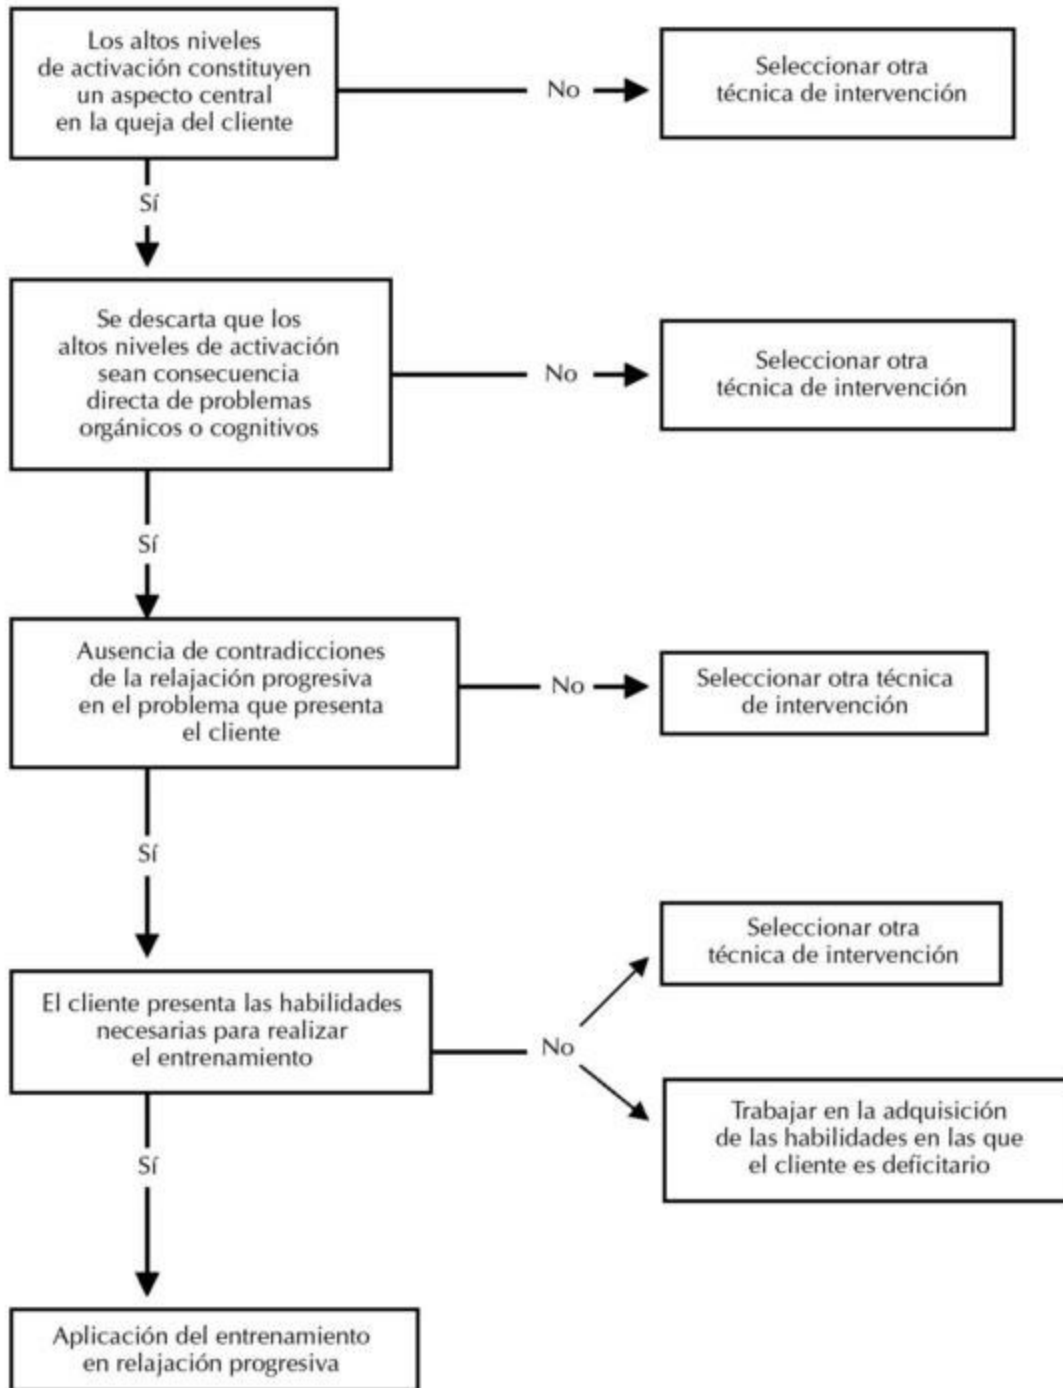 Los altos niveles
de activación constituyen
un aspecto central
en la queja del cliente
No
Seleccionar otra
técnica de intervención
Sí
Se descarta que los
altos niveles de activación
sean consecuencia
directa de problemas
orgánicos o cognitivos
No
Seleccionar otra
técnica de intervención
Sí
Ausencia de contradicciones
de la relajación progresiva
en el problema que presenta
el cliente
No
Seleccionar otra técnica
de intervención
Sí
El cliente presenta las habilidades
necesarias para realizar
el entrenamiento
No
Seleccionar otra
técnica de intervención
Trabajar en la adquisición
de las habilidades en las que
el cliente es deficitario
Sí
Aplicación del entrenamiento
en relajación progresiva